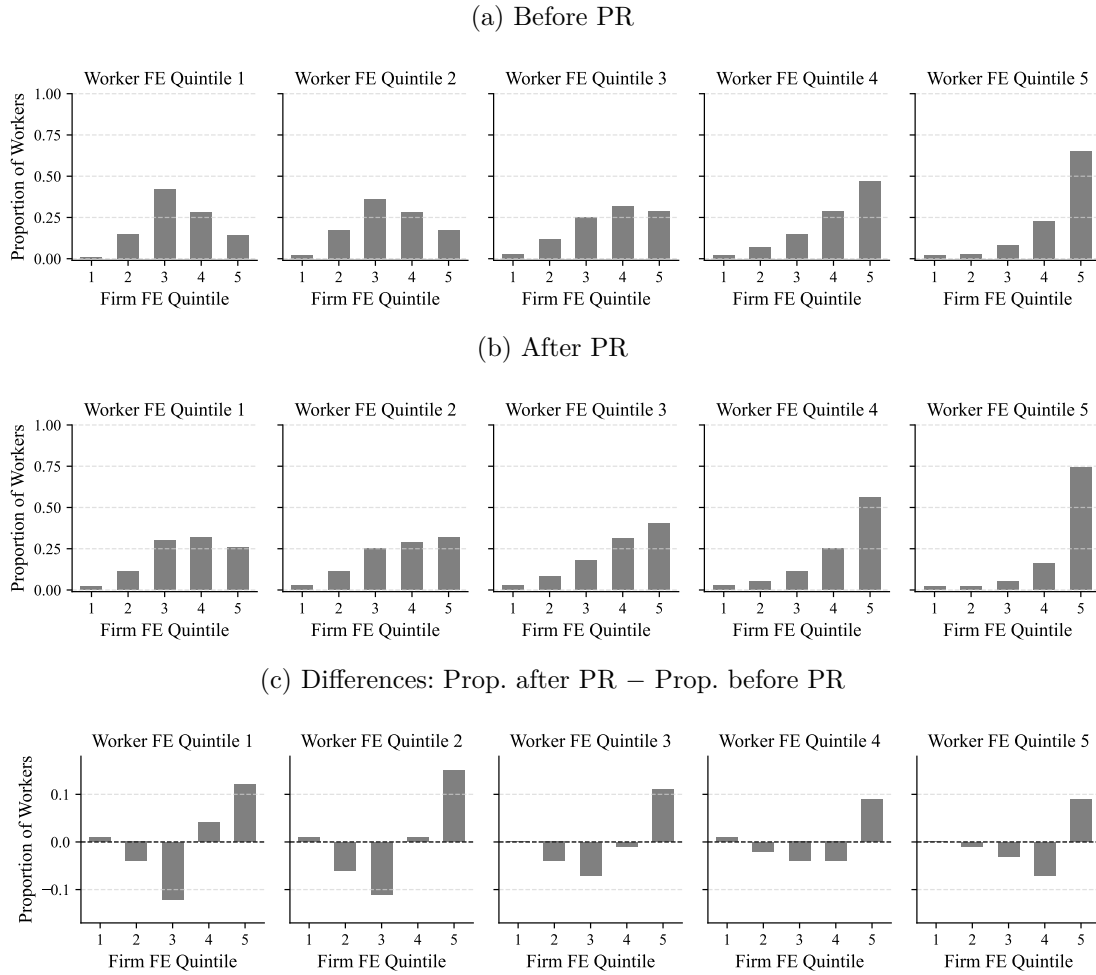 (a) Before PR
Worker FE Quintile 1 Worker FE Quintile 2 Worker FE Quintile 3 Worker FE Quintile 4 Worker FE Quintile 5
Proportion of Workers
1.00
0.75
0.50
0.25
0.00
1 2 3 4 5 1 2 3 4 5 1 2 3 4 5 1 2 3 4 5 1 2 3 4 5
Firm FE Quintile Firm FE Quintile Firm FE Quintile Firm FE Quintile Firm FE Quintile
(b) After PR
Worker FE Quintile 1 Worker FE Quintile 2 Worker FE Quintile 3 Worker FE Quintile 4 Worker FE Quintile 5
Proportion of Workers
1.00
0.75
0.50
0.25
0.00
1 2 3 4 5 1 2 3 4 5 1 2 3 4 5 1 2 3 4 5 1 2 3 4 5
Firm FE Quintile Firm FE Quintile Firm FE Quintile Firm FE Quintile Firm FE Quintile
(c) Differences: Prop. after PR − Prop. before PR
Worker FE Quintile 1 Worker FE Quintile 2 Worker FE Quintile 3 Worker FE Quintile 4 Worker FE Quintile 5
Proportion of Workers
0.1
0.0
−0.1
1 2 3 4 5 1 2 3 4 5 1 2 3 4 5 1 2 3 4 5 1 2 3 4 5
Firm FE Quintile Firm FE Quintile Firm FE Quintile Firm FE Quintile Firm FE Quintile